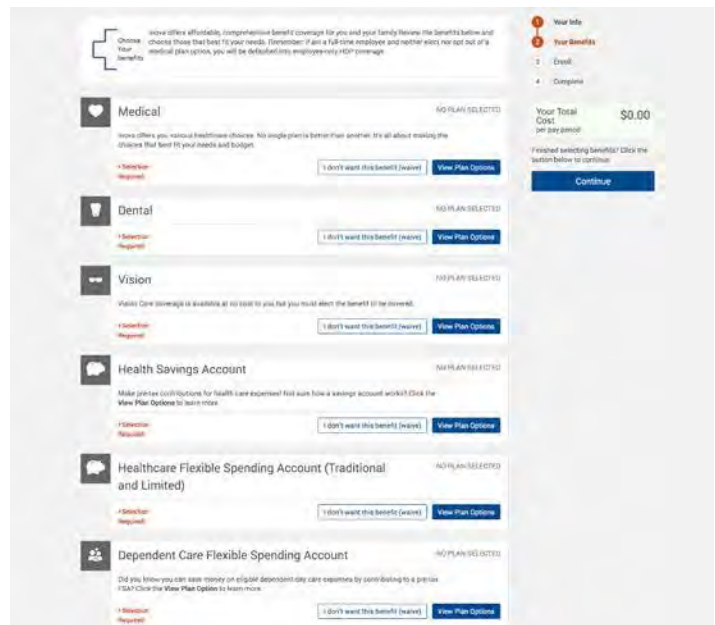 Choose Your Benefits
Inova offers affordable, comprehensive benefit coverage for you and your family Review the benefits below and
choose those that best fit your needs. Remember: if am a full-time employee and neither elect nor opt out of a
medical plan option, you will be defaulted into employee-only HDP coverage.
Medical
NO PLAN SELECTED
Inova offers you various healthcare choices. No single plan is better than another. It's all about making the
choices that best fit your needs and budget.
Selection
Required
I don't want this benefit (waive)
View Plan Options
Dental
NO PLAN SELECTED
Selection
Required
I don't want this benefit (waive)
View Plan Options
Vision
NO PLAN SELECTED
Vision Care coverage is available at no cost to you but you must elect the benefit to be covered.
Selection
Required
I don't want this benefit (waive)
View Plan Options
Health Savings Account
NO PLAN SELECTED
Make pre-tax contributions for health care expenses! Not sure how a savings account works? Click the
View Plan Options to learn more.
Selection
Required
I don't want this benefit (waive)
View Plan Options
Healthcare Flexible Spending Account (Traditional
and Limited)
NO PLAN SELECTED
Selection
Required
I don't want this benefit (waive)
View Plan Options
Dependent Care Flexible Spending Account
NO PLAN SELECTED
Did you know you can save money on eligible dependent day care expenses by contributing to a pre-tax
FSA? Click the View Plan Option to learn more.
Selection
Required
I don't want this benefit (waive)
View Plan Options
1 Your Info
2 Your Benefits
3 Enroll
4 Complete
Your Total
Cost
per pay period
$0.00
Finished selecting benefits? Click the
button below to continue.
Continue